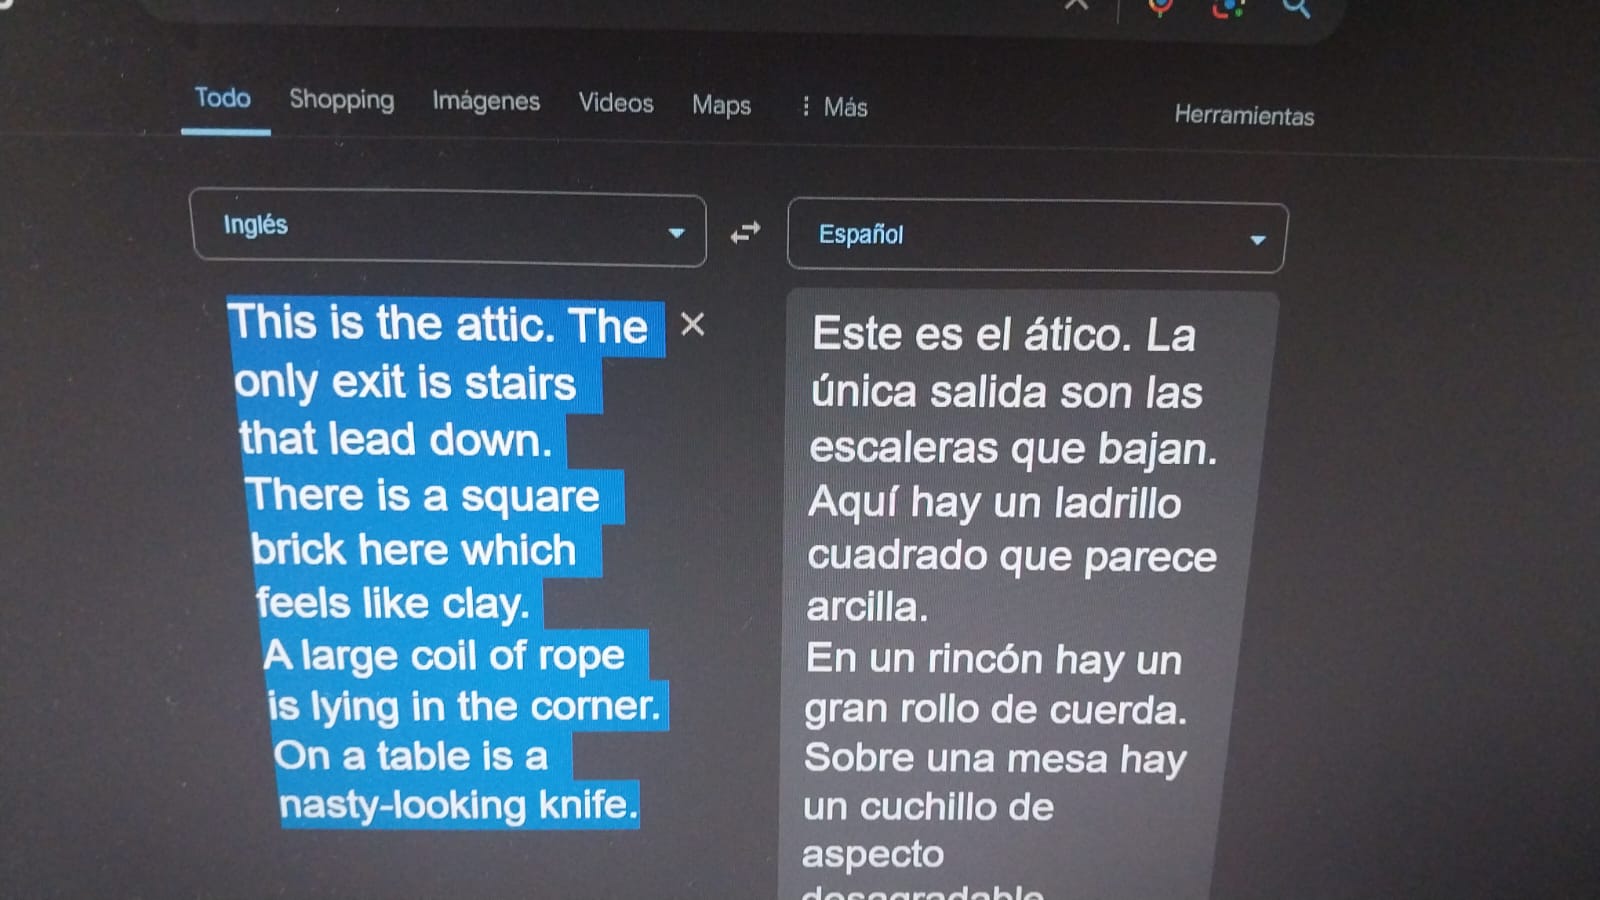 Todo Shopping Imágenes Videos Maps Más Herramientas
Inglés
Español
This is the attic. The
only exit is stairs
that lead down.
There is a square
brick here which
feels like clay.
A large coil of rope
is lying in the corner.
On a table is a
nasty-looking knife.
Este es el ático. La
única salida son las
escaleras que bajan.
Aquí hay un ladrillo
cuadrado que parece
arcilla.
En un rincón hay un
gran rollo de cuerda.
Sobre una mesa hay
un cuchillo de
aspecto
desagradable